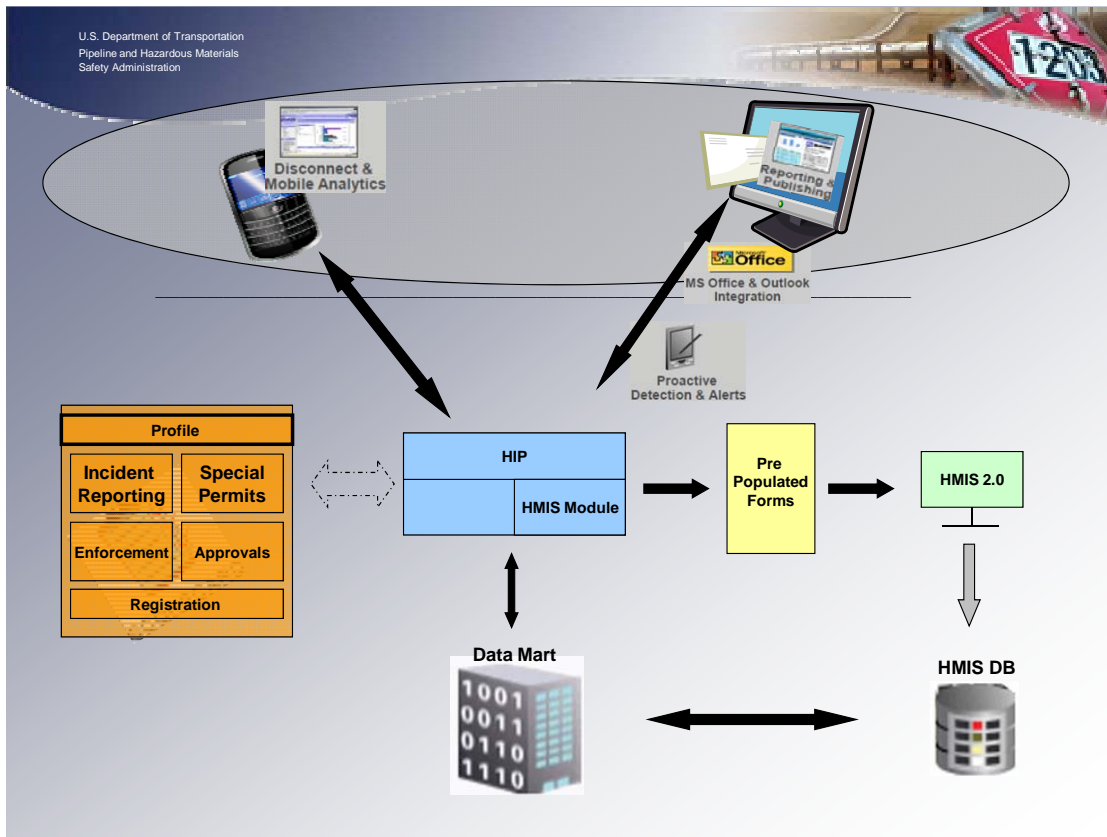 U.S. Department of Transportation
Pipeline and Hazardous Materials
Safety Administration
1203
Disconnect &
Mobile Analytics
Reporting &
Publishing
Microsoft
Office
MS Office & Outlook
Integration
Proactive
Detection & Alerts
Profile
Incident
Reporting
Special
Permits
Enforcement
Approvals
Registration
HIP
HMIS Module
Pre
Populated
Forms
HMIS 2.0
Data Mart
1001
0011
0110
1110
HMIS DB